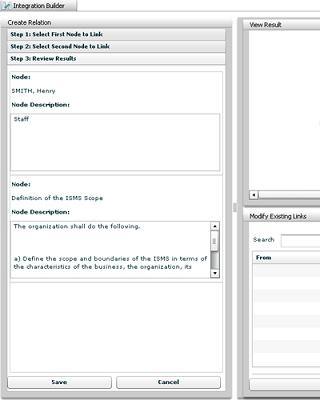 Integration Builder
Create Relation
Step 1: Select First Node to Link
Step 2: Select Second Node to Link
Step 3: Review Results
Node:
SMITH, Henry
Node Description:
Staff
Node:
Definition of the ISMS Scope
Node Description:
The organization shall do the following.
a) Define the scope and boundaries of the ISMS in terms of
the characteristics of the business, the organization, its
Save
Cancel
View Result
Modify Existing Links
Search
From